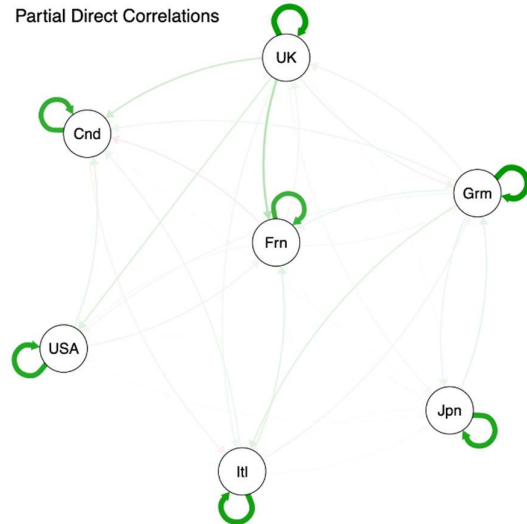 Partial Direct Correlations
UK
Cnd
Grm
Frn
USA
Jpn
Itl